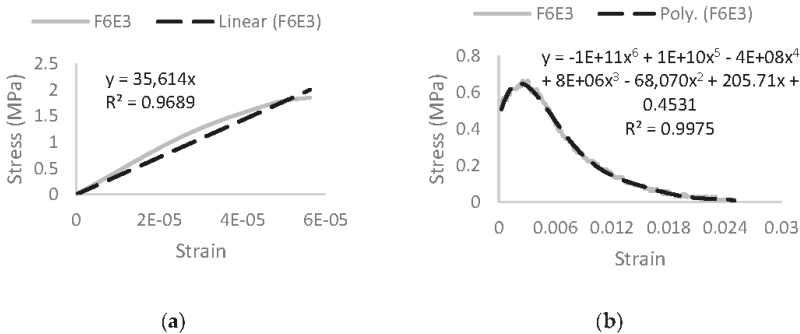 F6E3 Linear (F6E3)
y = 35,614x
R² = 0.9689
Stress (MPa)
2.5
2
1.5
1
0.5
0
0 2E-05 4E-05 6E-05
Strain
(a)
F6E3 Poly. (F6E3)
y = -1E+11x⁶ + 1E+10x⁵ - 4E+08x⁴
+ 8E+06x³ - 68,070x² + 205.71x +
0.4531
R² = 0.9975
Stress (MPa)
0.8
0.6
0.4
0.2
0
0 0.006 0.012 0.018 0.024 0.03
Strain
(b)